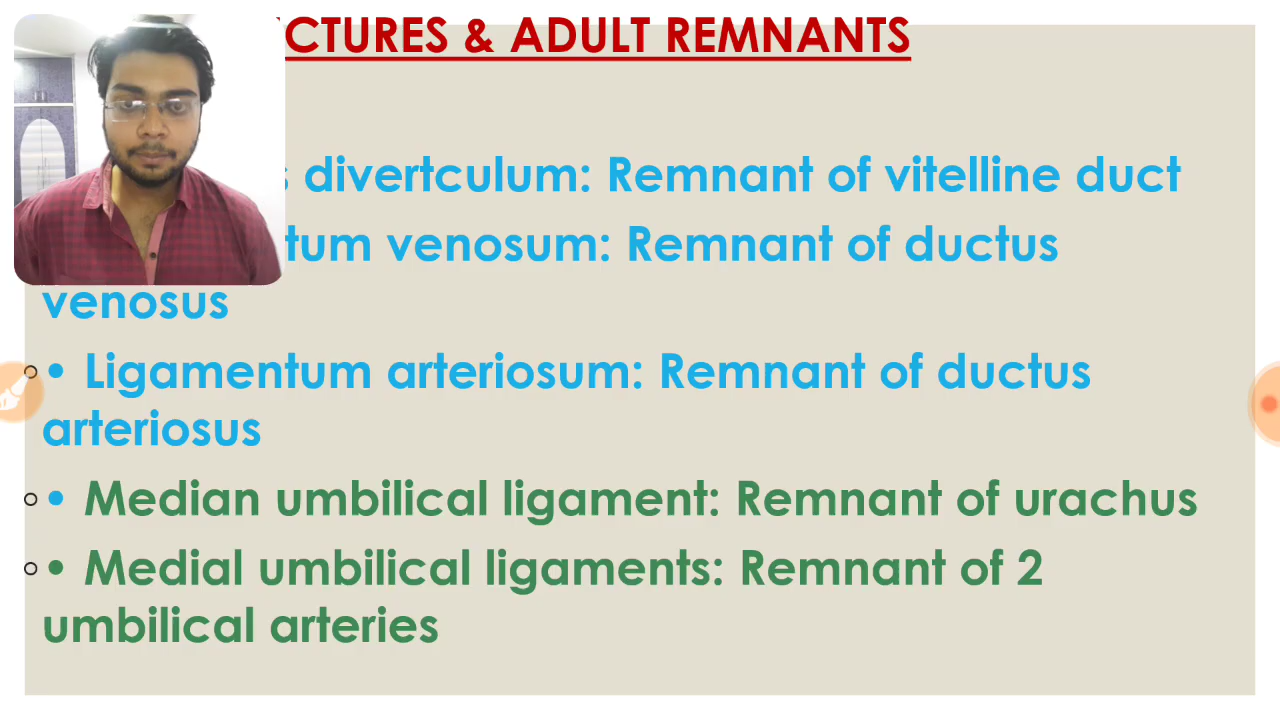 CTURES & ADULT REMNANTS
divertculum: Remnant of vitelline duct
tum venosum: Remnant of ductus
venosus
• Ligamentum arteriosum: Remnant of ductus
arteriosus
• Median umbilical ligament: Remnant of urachus
• Medial umbilical ligaments: Remnant of 2
umbilical arteries